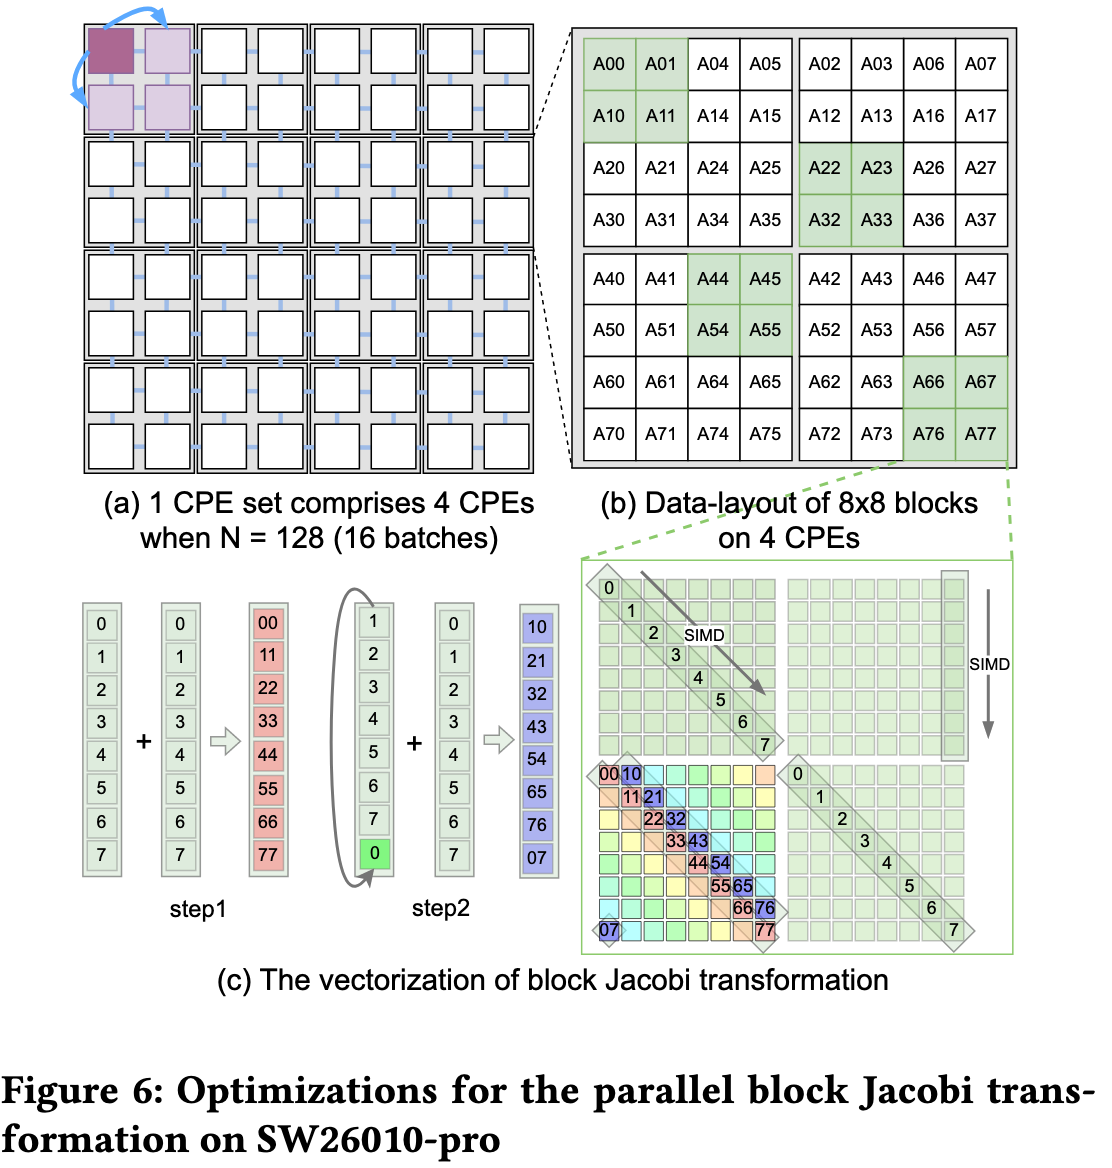 A00 A01 A04 A05 A02 A03 A06 A07
A10 A11 A14 A15 A12 A13 A16 A17
A20 A21 A24 A25 A22 A23 A26 A27
A30 A31 A34 A35 A32 A33 A36 A37
A40 A41 A44 A45 A42 A43 A46 A47
A50 A51 A54 A55 A52 A53 A56 A57
A60 A61 A64 A65 A62 A63 A66 A67
A70 A71 A74 A75 A72 A73 A76 A77
(a) 1 CPE set comprises 4 CPEs
when N = 128 (16 batches)
(b) Data-layout of 8x8 blocks
on 4 CPEs
0 0 00 1 0 10
1 1 11 2 1 21
2 2 22 3 2 32
3 3 33 4 3 43
+ +
4 4 44 5 4 54
5 5 55 6 5 65
6 6 66 7 6 76
7 7 77 0 7 07
step1 step2
0
1
2 SIMD
3 SIMD
4
5
6
7
00 10 0
11 21 1
22 32 2
33 43 3
44 54 4
55 65 5
66 76 6
07 77 7
(c) The vectorization of block Jacobi transformation
Figure 6: Optimizations for the parallel block Jacobi trans-
formation on SW26010-pro